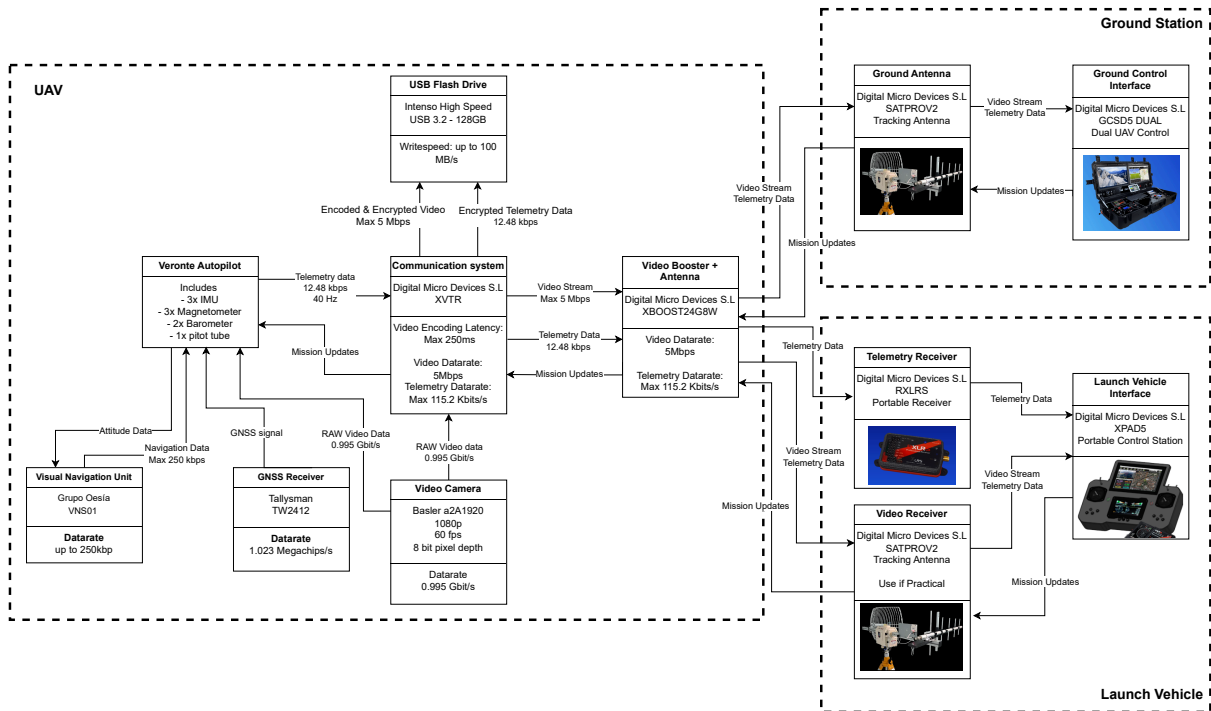 Ground Station
UAV
USB Flash Drive
Intenso High Speed
USB 3.2 - 128GB
Writespeed: up to 100
MB/s
Ground Antenna
Digital Micro Devices S.L
SATPROV2
Tracking Antenna
Video Stream
Telemetry Data
Ground Control
Interface
Digital Micro Devices S.L
GCSD5 DUAL
Dual UAV Control
Mission Updates
Video Stream
Telemetry Data
Mission Updates
Encoded & Encrypted Video
Max 5 Mbps
Encrypted Telemetry Data
12.48 kbps
Veronte Autopilot
Includes
- 3x IMU
- 3x Magnetometer
- 2x Barometer
- 1x pitot tube
Telemetry data
12.48 kbps
40 Hz
Mission Updates
Communication system
Digital Micro Devices S.L
XVTR
Video Encoding Latency:
Max 250ms
Video Datarate:
5Mbps
Telemetry Datarate:
Max 115.2 Kbits/s
Video Stream
Max 5 Mbps
Telemetry Data
12.48 kbps
Mission Updates
Video Booster +
Antenna
Digital Micro Devices S.L
XBOOST24G8W
Video Datarate:
5Mbps
Telemetry Datarate:
Max 115.2 Kbits/s
Telemetry Data
Telemetry Receiver
Digital Micro Devices S.L
RXLRS
Portable Receiver
XLR
Telemetry Data
Launch Vehicle
Interface
Digital Micro Devices S.L
XPAD5
Portable Control Station
Attitude Data
Navigation Data
Max 250 kbps
GNSS signal
RAW Video Data
0.995 Gbit/s
RAW Video data
0.995 Gbit/s
Video Stream
Telemetry Data
Video Stream
Telemetry Data
Mission Updates
Visual Navigation Unit
Grupo Oesía
VNS01
Datarate
up to 250kbp
GNSS Receiver
Tallysman
TW2412
Datarate
1.023 Megachips/s
Video Camera
Basler a2A1920
1080p
60 fps
8 bit pixel depth
Datarate
0.995 Gbit/s
Video Receiver
Digital Micro Devices S.L
SATPROV2
Tracking Antenna
Use if Practical
Mission Updates
Launch Vehicle